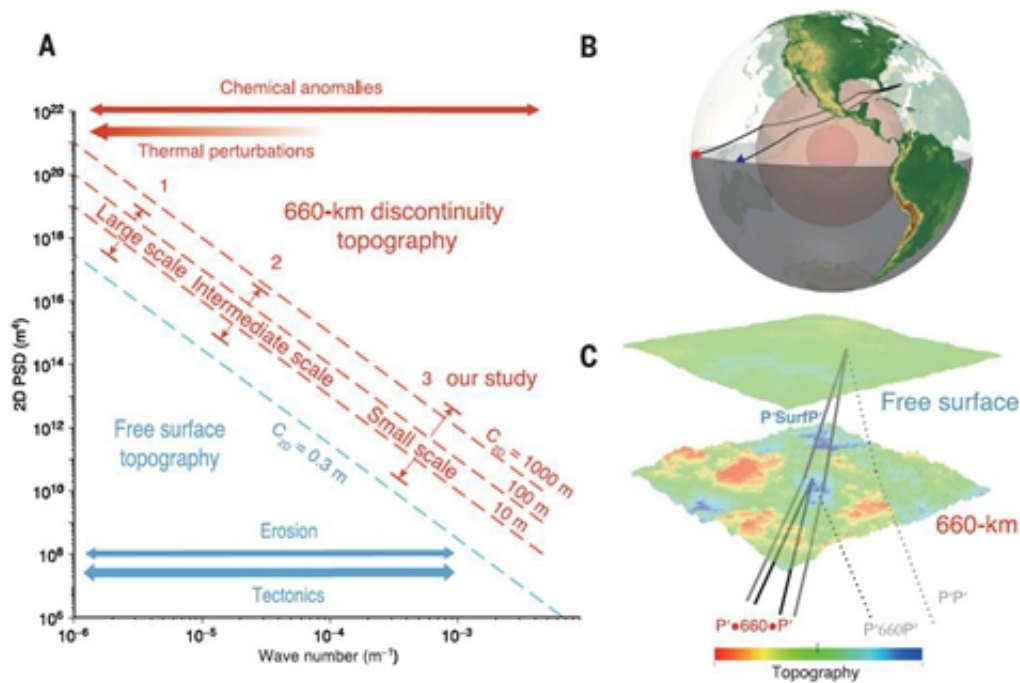 A
Chemical anomalies
Thermal perturbations
660-km discontinuity
topography
1
2
3 our study
Large scale
Intermediate scale
Small scale
C2D = 1000 m
100 m
10 m
C2D = 0.3 m
Free surface
topography
Erosion
Tectonics
2D PSD (m⁴)
10²²
10²⁰
10¹⁸
10¹⁶
10¹⁴
10¹²
10¹⁰
10⁸
10⁶
10⁻⁶
10⁻⁵
10⁻⁴
10⁻³
Wave number (m⁻¹)
B
C
P'SurfP'
Free surface
660-km
P'•660•P'
P'660P'
P'P'
Topography